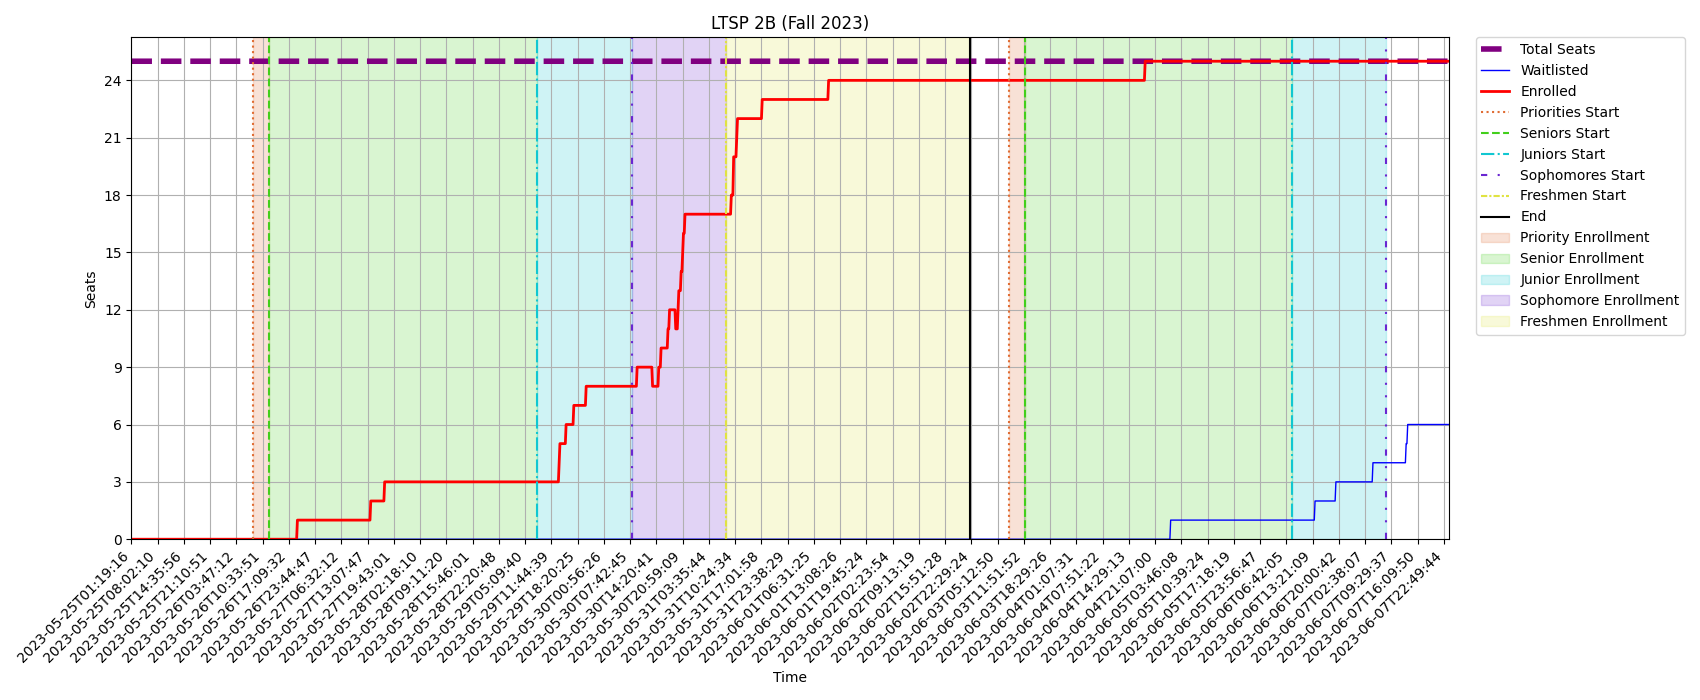 LTSP 2B (Fall 2023)
Seats
24
21
18
15
12
9
6
3
0
2023-05-25T01:19:16
2023-05-25T08:02:10
2023-05-25T14:35:56
2023-05-25T21:10:51
2023-05-26T03:47:12
2023-05-26T10:33:51
2023-05-26T17:09:32
2023-05-26T23:44:47
2023-05-27T06:32:12
2023-05-27T13:07:47
2023-05-27T19:43:01
2023-05-28T02:18:10
2023-05-28T09:11:20
2023-05-28T15:46:01
2023-05-28T22:20:48
2023-05-29T05:09:40
2023-05-29T11:44:39
2023-05-29T18:20:25
2023-05-30T00:56:26
2023-05-30T07:42:45
2023-05-30T14:20:41
2023-05-30T20:59:09
2023-05-31T03:35:44
2023-05-31T10:24:34
2023-05-31T17:01:58
2023-05-31T23:38:29
2023-06-01T06:31:25
2023-06-01T13:08:26
2023-06-01T19:45:24
2023-06-02T02:23:54
2023-06-02T09:13:19
2023-06-02T15:51:28
2023-06-02T22:29:24
2023-06-03T05:12:50
2023-06-03T11:51:52
2023-06-03T18:29:26
2023-06-04T01:07:31
2023-06-04T07:51:22
2023-06-04T14:29:13
2023-06-04T21:07:00
2023-06-05T03:46:08
2023-06-05T10:39:24
2023-06-05T17:18:19
2023-06-05T23:56:47
2023-06-06T06:42:05
2023-06-06T13:21:09
2023-06-06T20:00:42
2023-06-07T02:38:07
2023-06-07T09:29:37
2023-06-07T16:09:50
2023-06-07T22:49:44
Time
Total Seats
Waitlisted
Enrolled
Priorities Start
Seniors Start
Juniors Start
Sophomores Start
Freshmen Start
End
Priority Enrollment
Senior Enrollment
Junior Enrollment
Sophomore Enrollment
Freshmen Enrollment